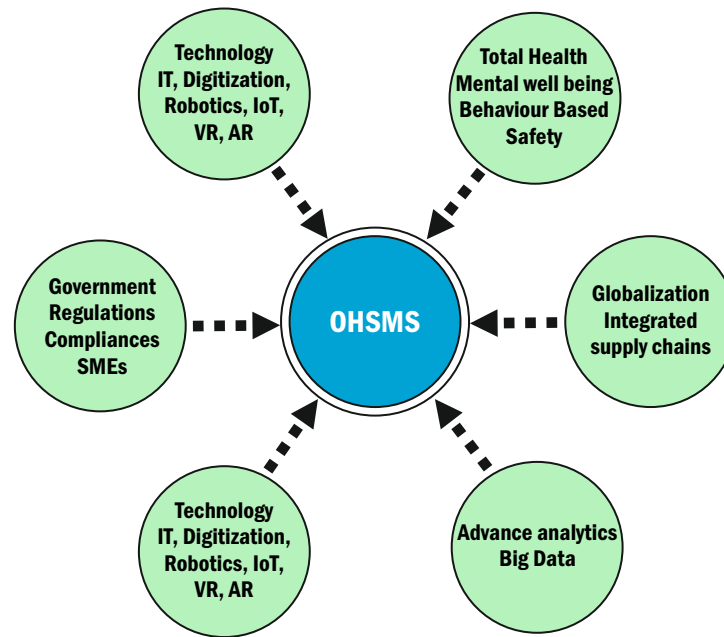 Technology
IT, Digitization,
Robotics, IoT,
VR, AR
Total Health
Mental well being
Behaviour Based
Safety
Government
Regulations
Compliances
SMEs
OHSMS
Globalization
Integrated
supply chains
Technology
IT, Digitization,
Robotics, IoT,
VR, AR
Advance analytics
Big Data